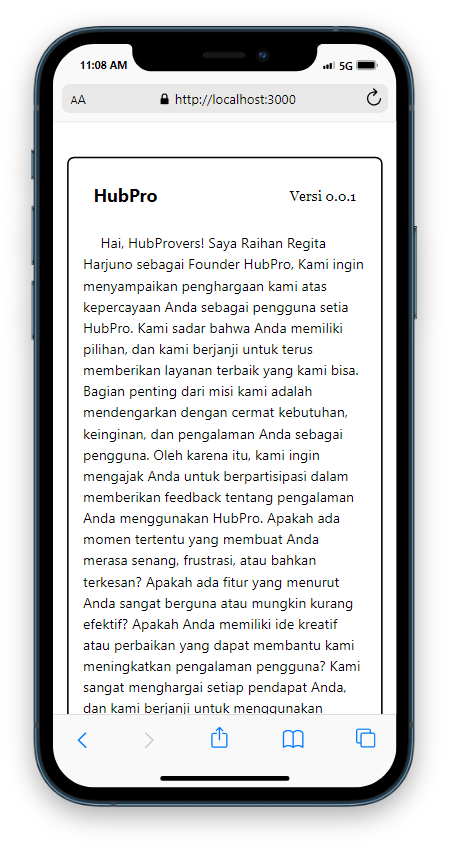 11:08 AM
5G
AA
http://localhost:3000
HubPro
Versi 0.0.1
Hai, HubProvers! Saya Raihan Regita
Harjuno sebagai Founder HubPro, Kami ingin
menyampaikan penghargaan kami atas
kepercayaan Anda sebagai pengguna setia
HubPro. Kami sadar bahwa Anda memiliki
pilihan, dan kami berjanji untuk terus
memberikan layanan terbaik yang kami bisa.
Bagian penting dari misi kami adalah
mendengarkan dengan cermat kebutuhan,
keinginan, dan pengalaman Anda sebagai
pengguna. Oleh karena itu, kami ingin
mengajak Anda untuk berpartisipasi dalam
memberikan feedback tentang pengalaman
Anda menggunakan HubPro. Apakah ada
momen tertentu yang membuat Anda
merasa senang, frustrasi, atau bahkan
terkesan? Apakah ada fitur yang menurut
Anda sangat berguna atau mungkin kurang
efektif? Apakah Anda memiliki ide kreatif
atau perbaikan yang dapat membantu kami
meningkatkan pengalaman pengguna? Kami
sangat menghargai setiap pendapat Anda,
dan kami berjanji untuk menggunakan